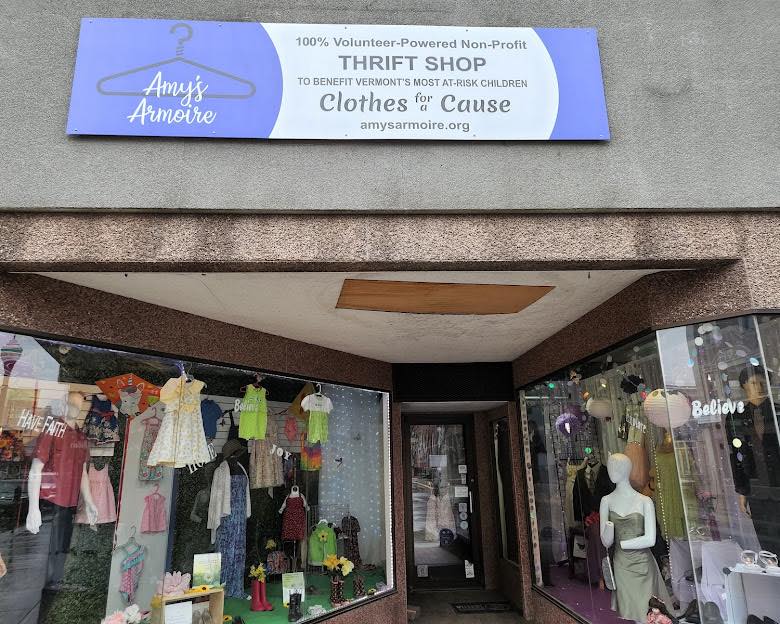 Amy's
Armoire
100% Volunteer-Powered Non-Profit
THRIFT SHOP
TO BENEFIT VERMONT'S MOST AT-RISK CHILDREN
Clothes for a Cause
amysarmoire.org
HAVE FAITH
Believe